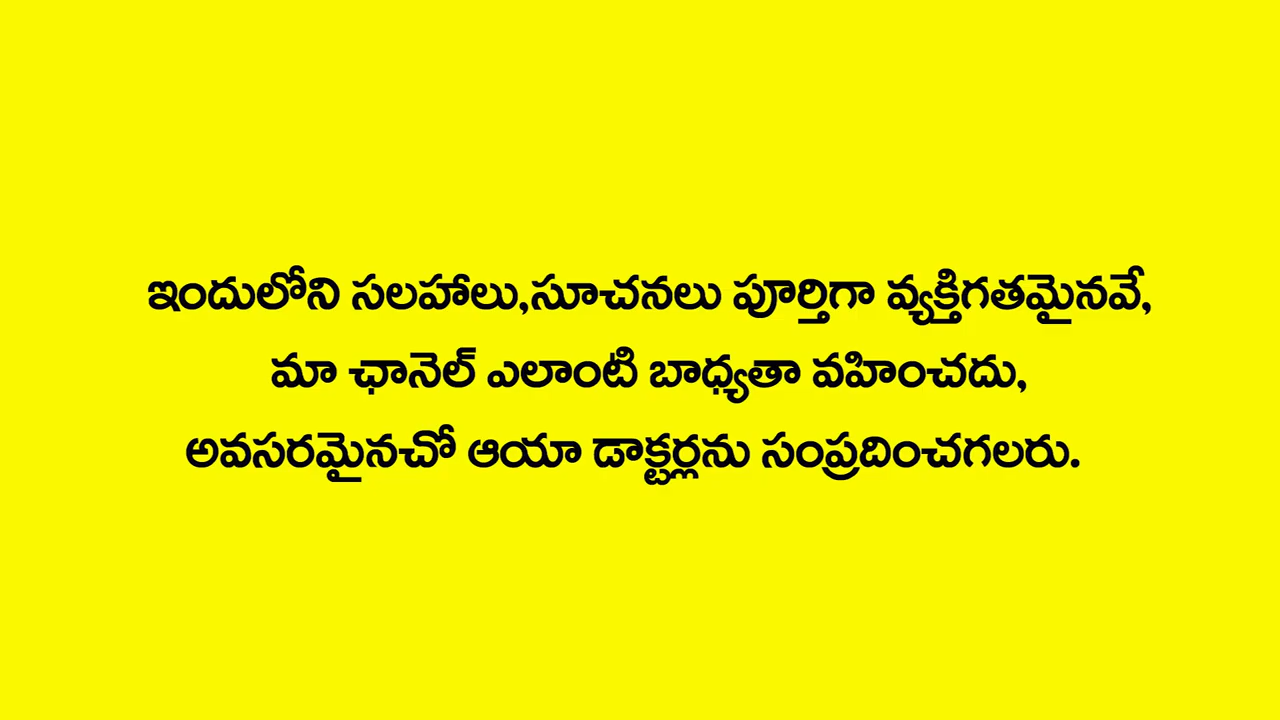 ఇందులోని సలహాలు,సూచనలు పూర్తిగా వ్యక్తిగతమైనవే,
మా ఛానెల్ ఎలాంటి బాధ్యతా వహించదు,
అవసరమైనచో ఆయా డాక్టర్లను సంప్రదించగలరు.